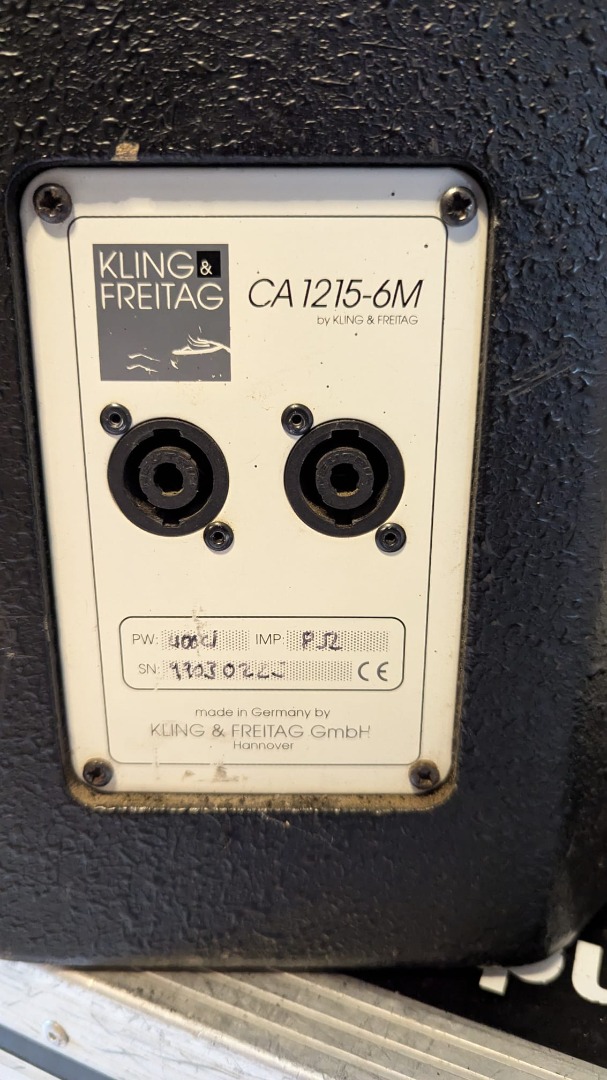 KLING &
FREITAG
CA 1215-6M
by KLING & FREITAG
PW: 400W IMP:
SN:
CE
made in Germany by
KLING & FREITAG GmbH
Hannover